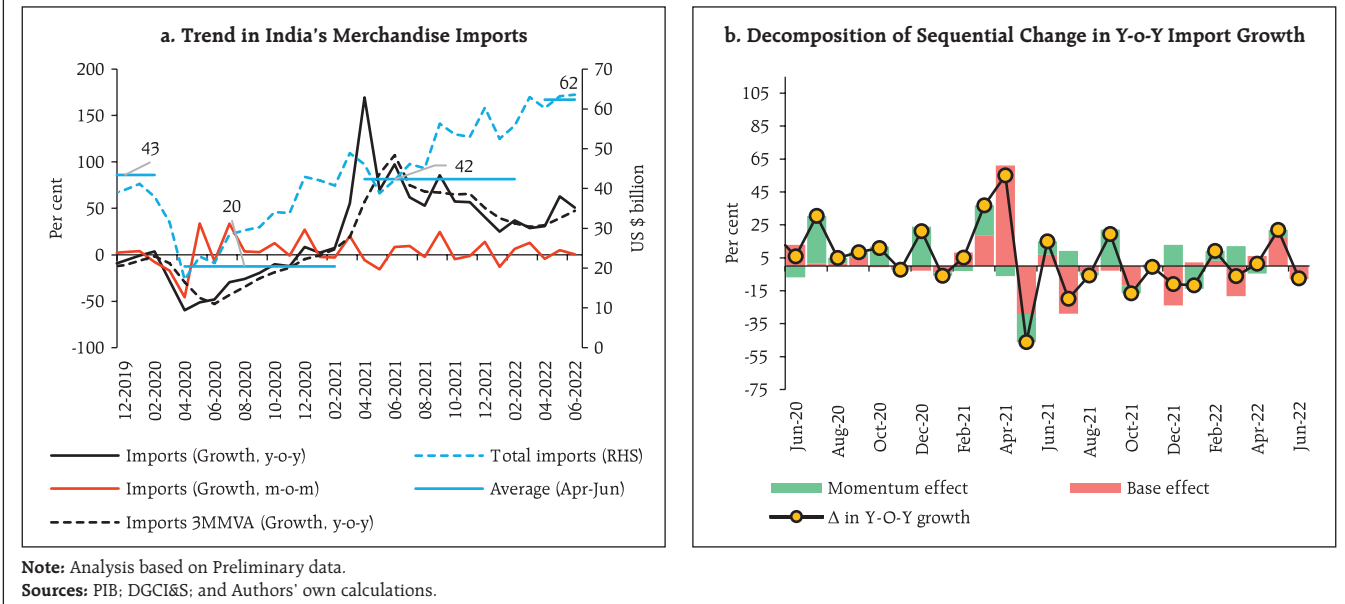 a. Trend in India's Merchandise Imports
200
150
100
50
0
-50
-100
Per cent
70
60
50
40
30
20
10
0
US $ billion
43
20
42
62
12-2019
02-2020
04-2020
06-2020
08-2020
10-2020
12-2020
02-2021
04-2021
06-2021
08-2021
10-2021
12-2021
02-2022
04-2022
06-2022
Imports (Growth, y-o-y)
Total imports (RHS)
Imports (Growth, m-o-m)
Average (Apr-Jun)
Imports 3MMVA (Growth, y-o-y)
b. Decomposition of Sequential Change in Y-o-Y Import Growth
105
85
65
45
25
5
-15
-35
-55
-75
Per cent
Jun-20
Aug-20
Oct-20
Dec-20
Feb-21
Apr-21
Jun-21
Aug-21
Oct-21
Dec-21
Feb-22
Apr-22
Jun-22
Momentum effect
Base effect
Δ in Y-O-Y growth
Note: Analysis based on Preliminary data.
Sources: PIB; DGCI&S; and Authors' own calculations.